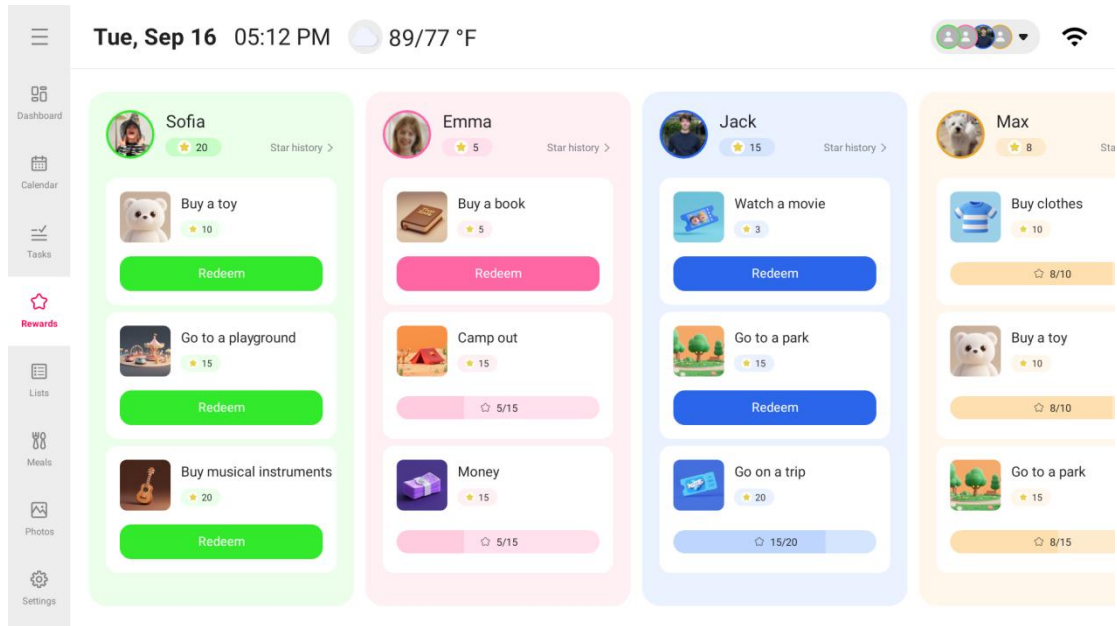 Tue, Sep 16 05:12 PM 89/77 °F
Dashboard
Calendar
Tasks
Rewards
Lists
Meals
Photos
Settings
Sofia
20 Star history >
Buy a toy
10
Redeem
Go to a playground
15
Redeem
Buy musical instruments
20
Redeem
Emma
5 Star history >
Buy a book
5
Redeem
Camp out
15
5/15
Money
15
5/15
Jack
15 Star history >
Watch a movie
3
Redeem
Go to a park
15
Redeem
Go on a trip
20
15/20
Max
8 Sta
Buy clothes
10
8/10
Buy a toy
10
8/10
Go to a park
15
8/15